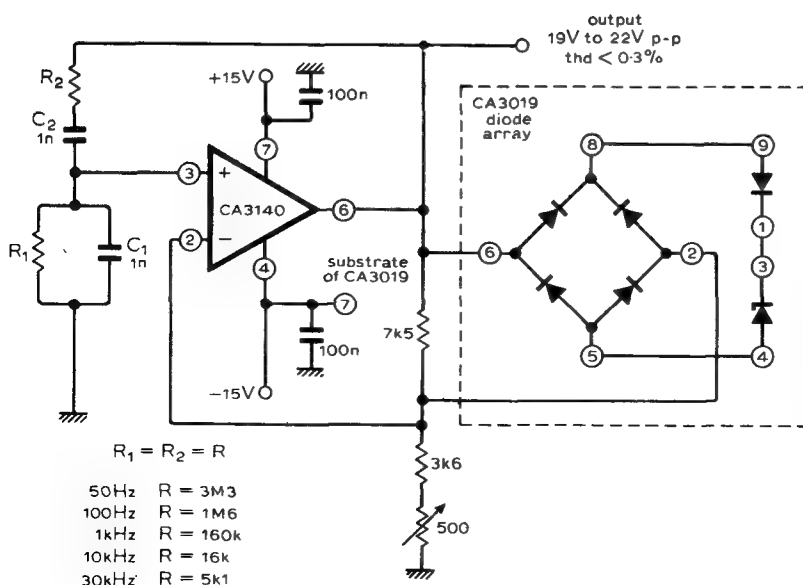 output
19V to 22V p-p
thd < 0·3%
R2
C2
1n
+15V
100n
CA3019
diode
array
8
9
7
3
+
CA3140
6
2
−
4
substrate
of CA3019
7
100n
−15V
R1
C1
1n
6
2
1
3
5
4
7k5
3k6
500
R1 = R2 = R
50Hz R = 3M3
100Hz R = 1M6
1kHz R = 160k
10kHz R = 16k
30kHz R = 5k1